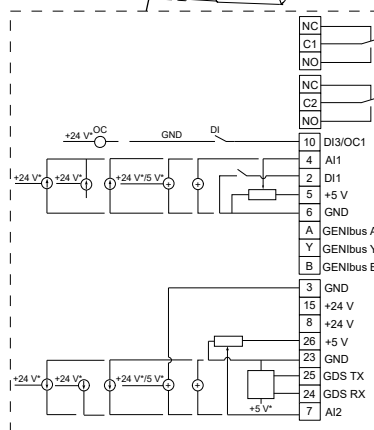 NC
C1
NO
NC
C2
NO
+24 V* OC GND DI 10 DI3/OC1
4 AI1
+24 V* +24 V* +24 V*/5 V* 2 DI1
5 +5 V
6 GND
A GENIbus A
Y GENIbus Y
B GENIbus B
3 GND
15 +24 V
8 +24 V
26 +5 V
23 GND
+24 V* +24 V* +24 V*/5 V* 25 GDS TX
24 GDS RX
+5 V* 7 AI2